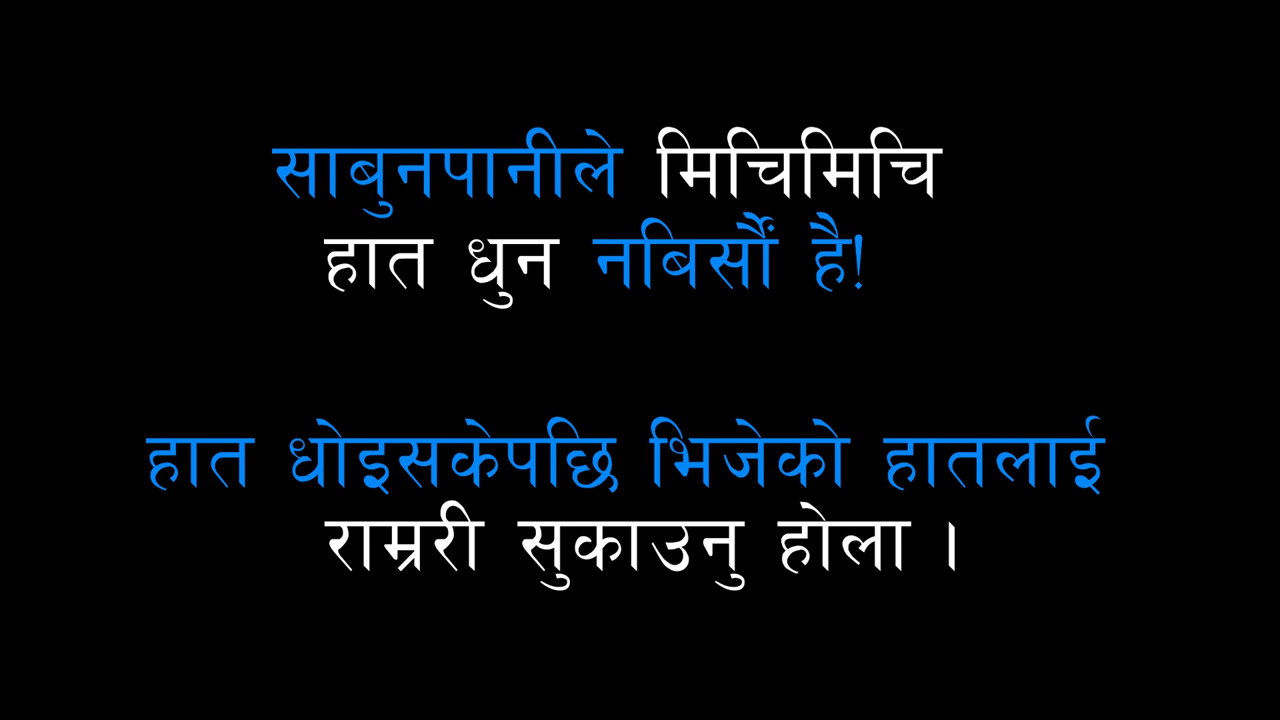 साबुनपानीले मिचिमिचि
हात धुन नबिर्सौं है!
हात धोइसकेपछि भिजेको हातलाई
राम्ररी सुकाउनु होला ।